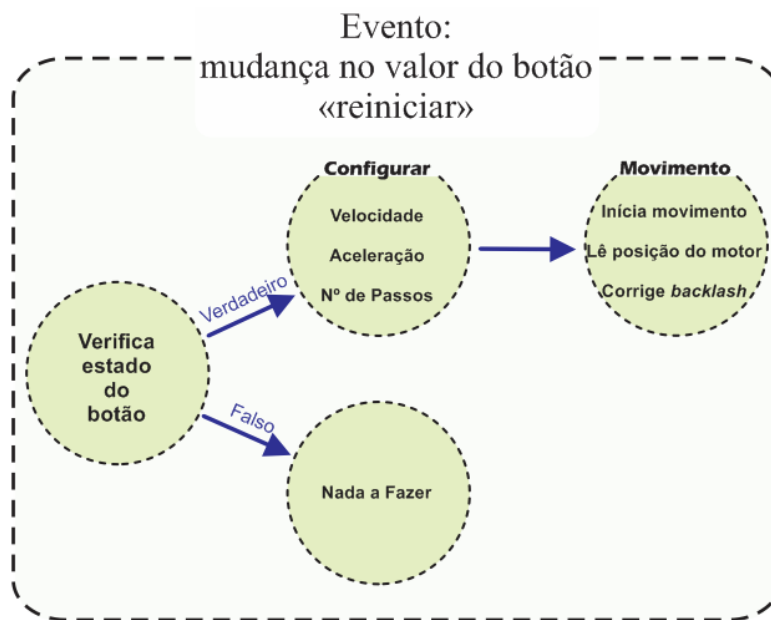 Evento:
mudança no valor do botão
«reiniciar»
Verifica
estado
do
botão
Verdadeiro
Falso
Configurar
Velocidade
Aceleração
Nº de Passos
Nada a Fazer
Movimento
Inícia movimento
Lê posição do motor
Corrige backlash